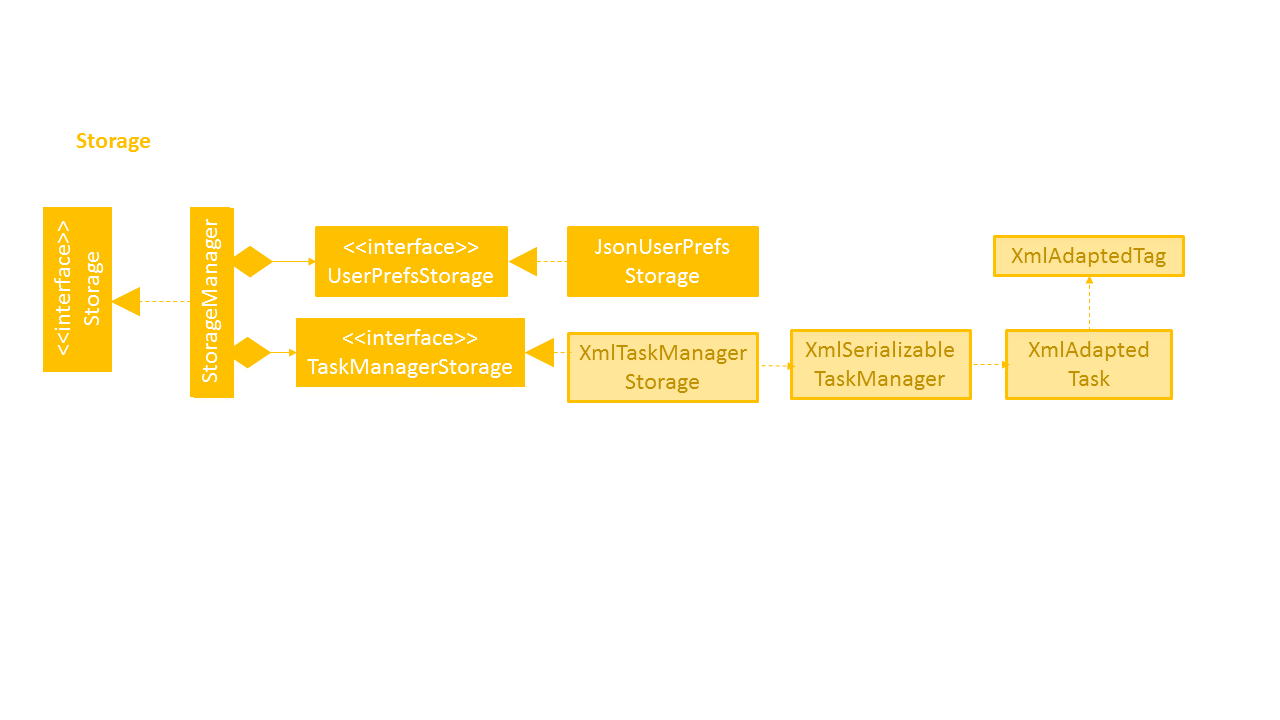 Storage
<<interface>>
Storage
StorageManager
<<interface>>
UserPrefsStorage
JsonUserPrefs
Storage
<<interface>>
TaskManagerStorage
XmlTaskManager
Storage
XmlSerializable
TaskManager
XmlAdapted
Task
XmlAdaptedTag